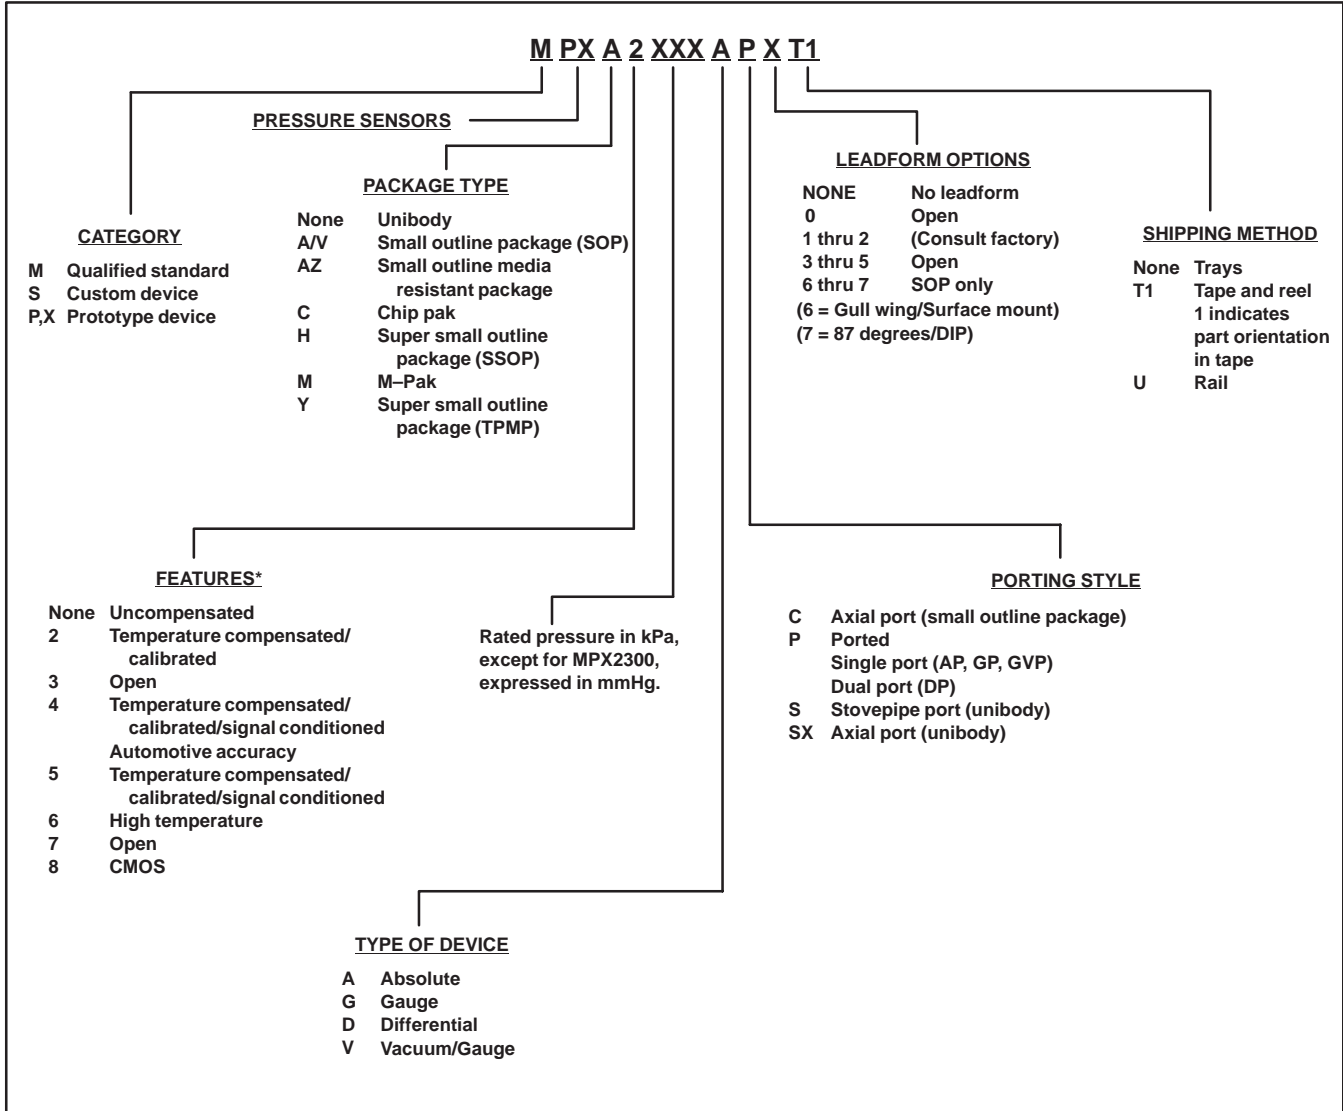 M PX A 2 XXX A P X T1
PRESSURE SENSORS
CATEGORY
M Qualified standard
S Custom device
P,X Prototype device
PACKAGE TYPE
None Unibody
A/V Small outline package (SOP)
AZ Small outline media
resistant package
C Chip pak
H Super small outline
package (SSOP)
M M–Pak
Y Super small outline
package (TPMP)
LEADFORM OPTIONS
NONE No leadform
0 Open
1 thru 2 (Consult factory)
3 thru 5 Open
6 thru 7 SOP only
(6 = Gull wing/Surface mount)
(7 = 87 degrees/DIP)
SHIPPING METHOD
None Trays
T1 Tape and reel
1 indicates
part orientation
in tape
U Rail
FEATURES*
None Uncompensated
2 Temperature compensated/
calibrated
3 Open
4 Temperature compensated/
calibrated/signal conditioned
Automotive accuracy
5 Temperature compensated/
calibrated/signal conditioned
6 High temperature
7 Open
8 CMOS
Rated pressure in kPa,
except for MPX2300,
expressed in mmHg.
PORTING STYLE
C Axial port (small outline package)
P Ported
Single port (AP, GP, GVP)
Dual port (DP)
S Stovepipe port (unibody)
SX Axial port (unibody)
TYPE OF DEVICE
A Absolute
G Gauge
D Differential
V Vacuum/Gauge